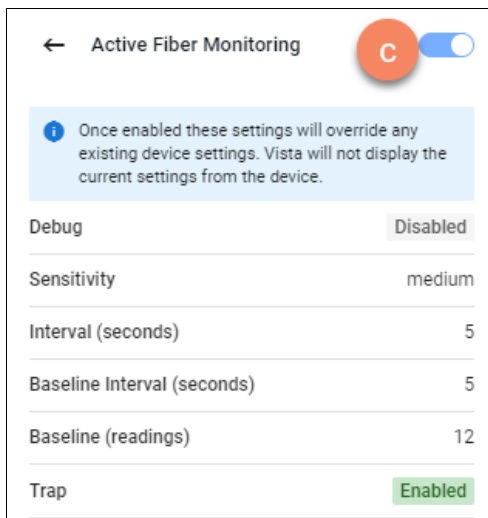 ← Active Fiber Monitoring
C
Once enabled these settings will override any
existing device settings. Vista will not display the
current settings from the device.
Debug Disabled
Sensitivity medium
Interval (seconds) 5
Baseline Interval (seconds) 5
Baseline (readings) 12
Trap Enabled